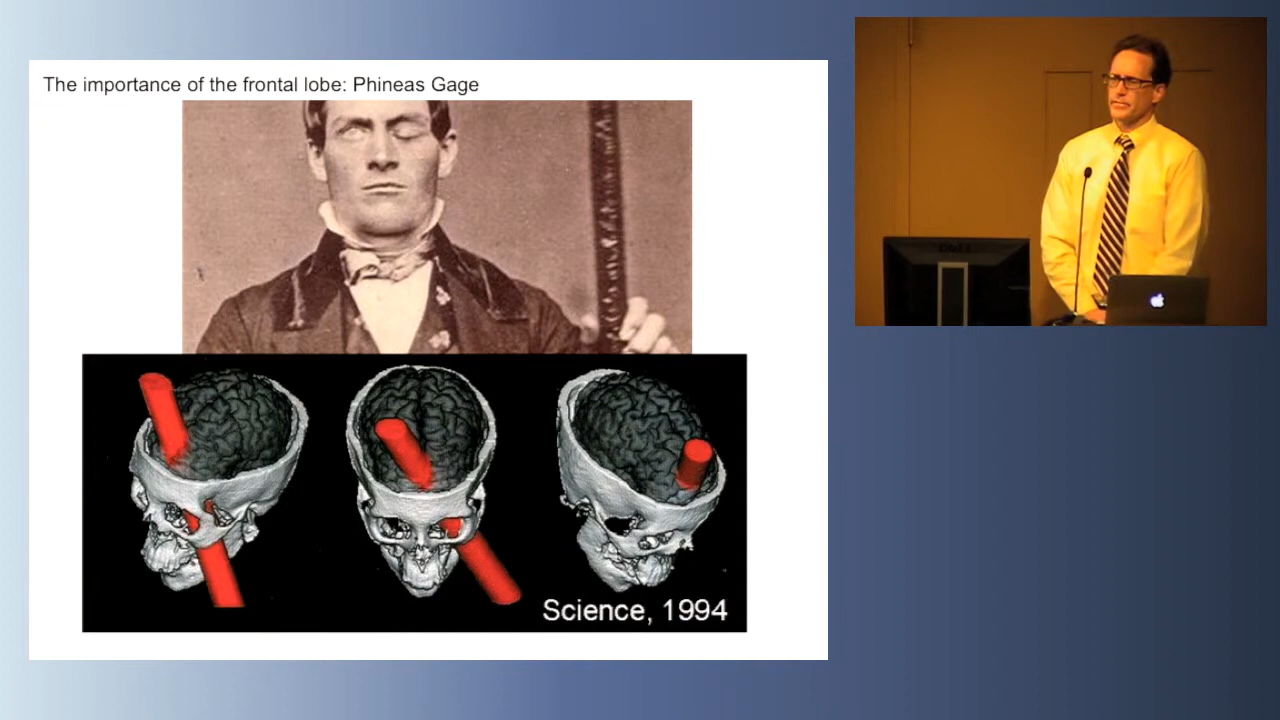 The importance of the frontal lobe: Phineas Gage
Science, 1994